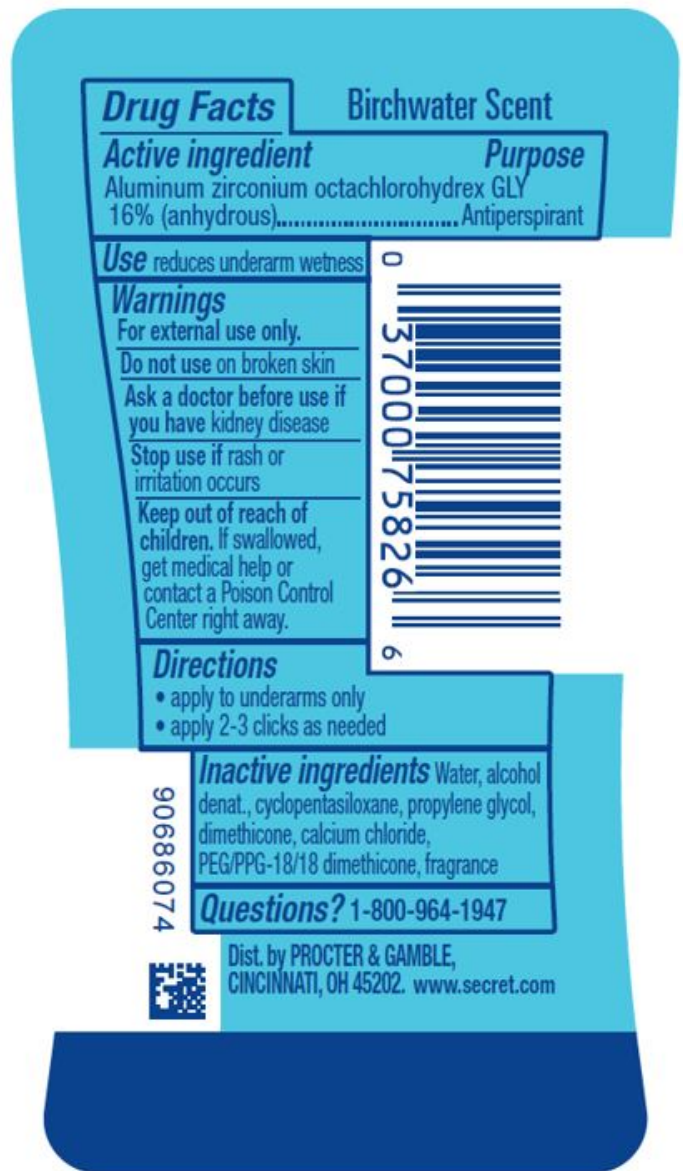 Drug Facts
Birchwater Scent
Active ingredient Purpose
Aluminum zirconium octachlorohydrex GLY
16% (anhydrous)................................ Antiperspirant
Use reduces underarm wetness
Warnings
For external use only.
Do not use on broken skin
Ask a doctor before use if
you have kidney disease
Stop use if rash or
irritation occurs
Keep out of reach of
children. If swallowed,
get medical help or
contact a Poison Control
Center right away.
0 37000 75826 6
Directions
• apply to underarms only
• apply 2-3 clicks as needed
Inactive ingredients Water, alcohol
denat., cyclopentasiloxane, propylene glycol,
dimethicone, calcium chloride,
PEG/PPG-18/18 dimethicone, fragrance
Questions? 1-800-964-1947
90686074
Dist. by PROCTER & GAMBLE,
CINCINNATI, OH 45202. www.secret.com